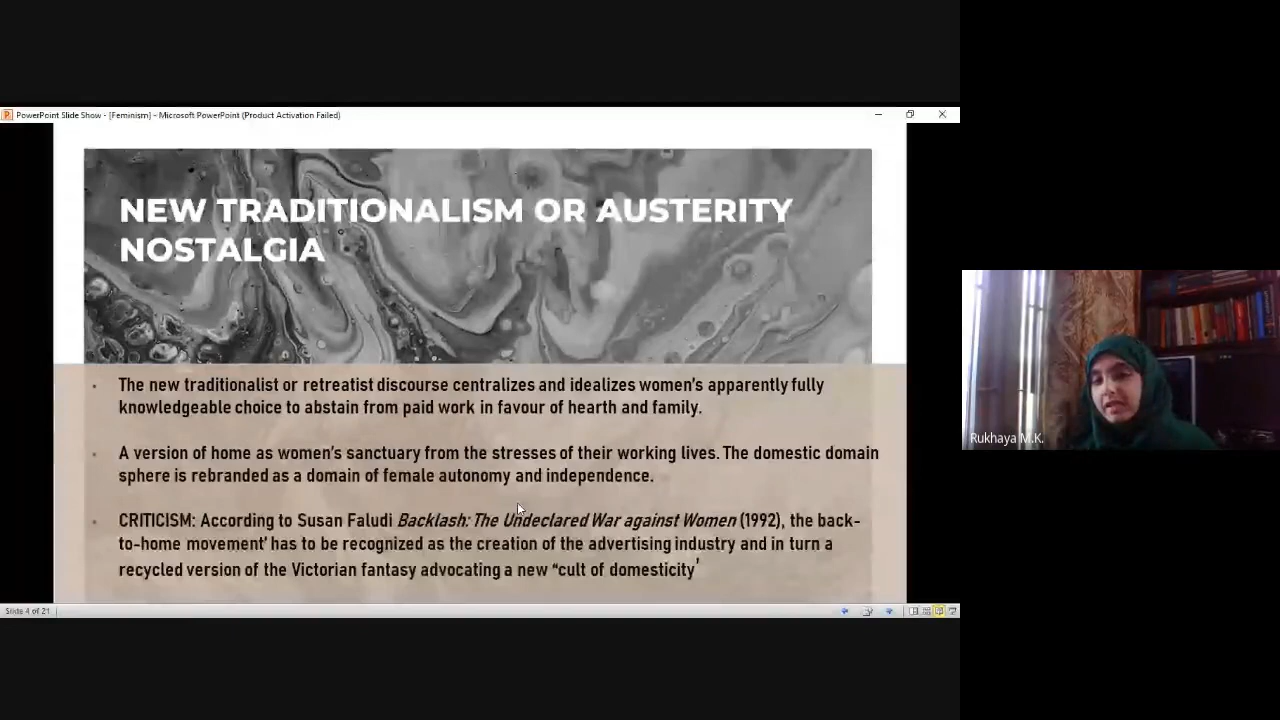 PowerPoint Slide Show - [Feminism] - Microsoft PowerPoint (Product Activation Failed)
NEW TRADITIONALISM OR AUSTERITY
NOSTALGIA
• The new traditionalist or retreatist discourse centralizes and idealizes women's apparently fully
knowledgeable choice to abstain from paid work in favour of hearth and family.
• A version of home as women's sanctuary from the stresses of their working lives. The domestic domain
sphere is rebranded as a domain of female autonomy and independence.
• CRITICISM: According to Susan Faludi Backlash: The Undeclared War against Women (1992), the back-
to-home movement' has to be recognized as the creation of the advertising industry and in turn a
recycled version of the Victorian fantasy advocating a new “cult of domesticity’
Rukhaya M.K.
Slide 4 of 21